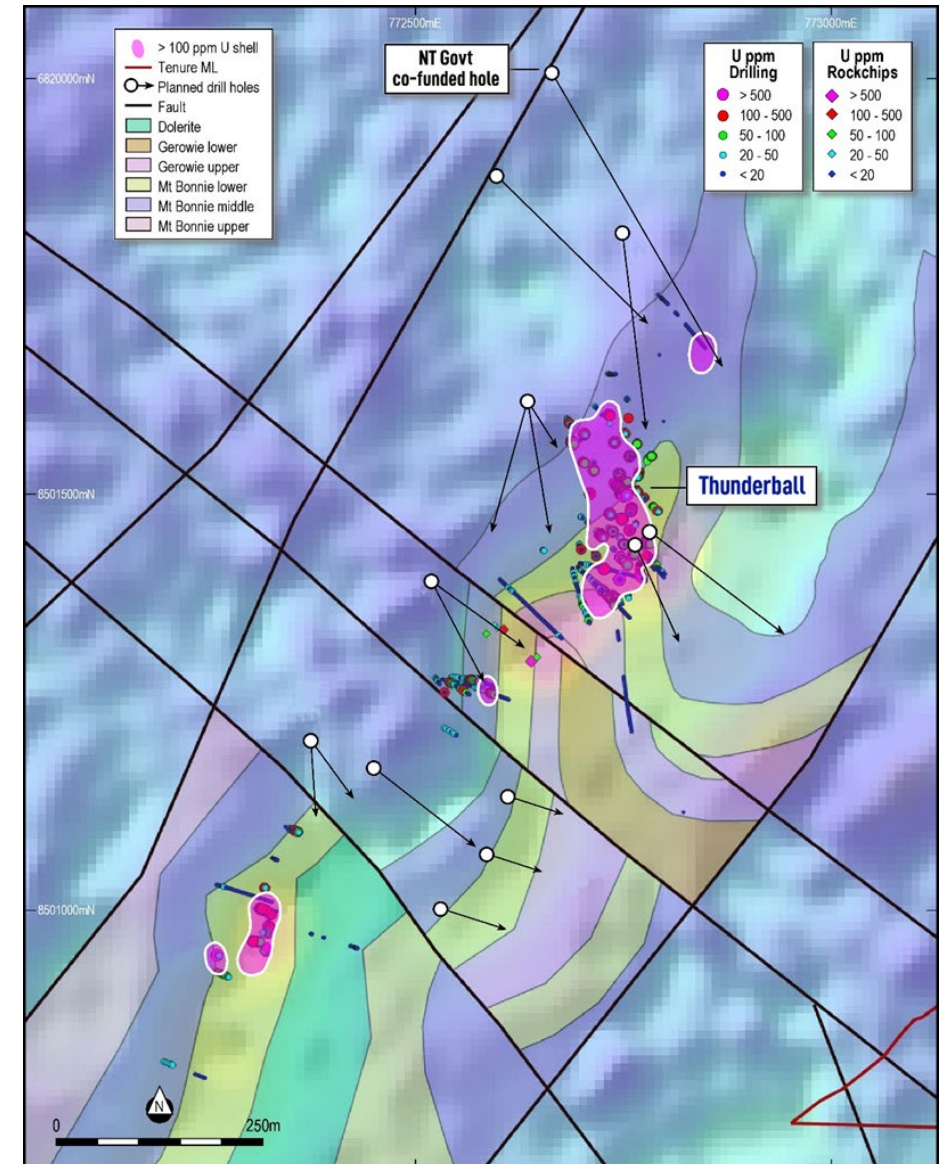 772500mE
773000mE
6820000mN
> 100 ppm U shell
Tenure ML
Planned drill holes
Fault
Dolerite
Gerowie lower
Gerowie upper
Mt Bonnie lower
Mt Bonnie middle
Mt Bonnie upper
NT Govt
co-funded hole
U ppm
Drilling
> 500
100 - 500
50 - 100
20 - 50
< 20
U ppm
Rockchips
> 500
100 - 500
50 - 100
20 - 50
< 20
8501500mN
Thunderball
8501000mN
N
0
250m